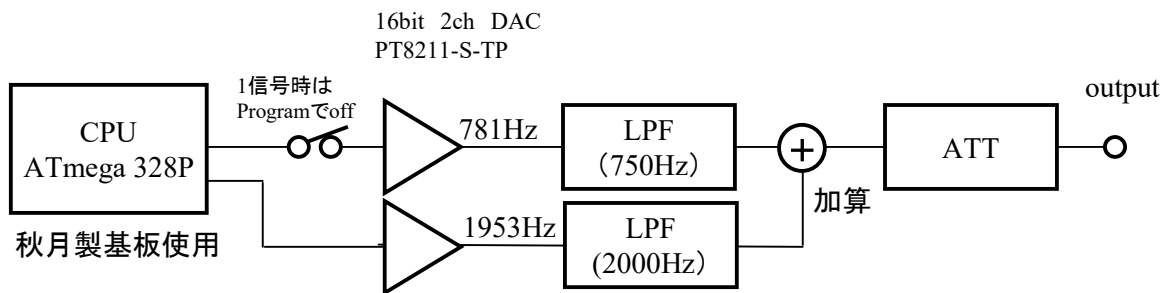 16bit 2ch DAC
PT8211-S-TP
1信号時は
Programでoff
output
CPU
ATmega 328P
781Hz
LPF
(750Hz)
+
ATT
加算
1953Hz
LPF
(2000Hz)
秋月製基板使用